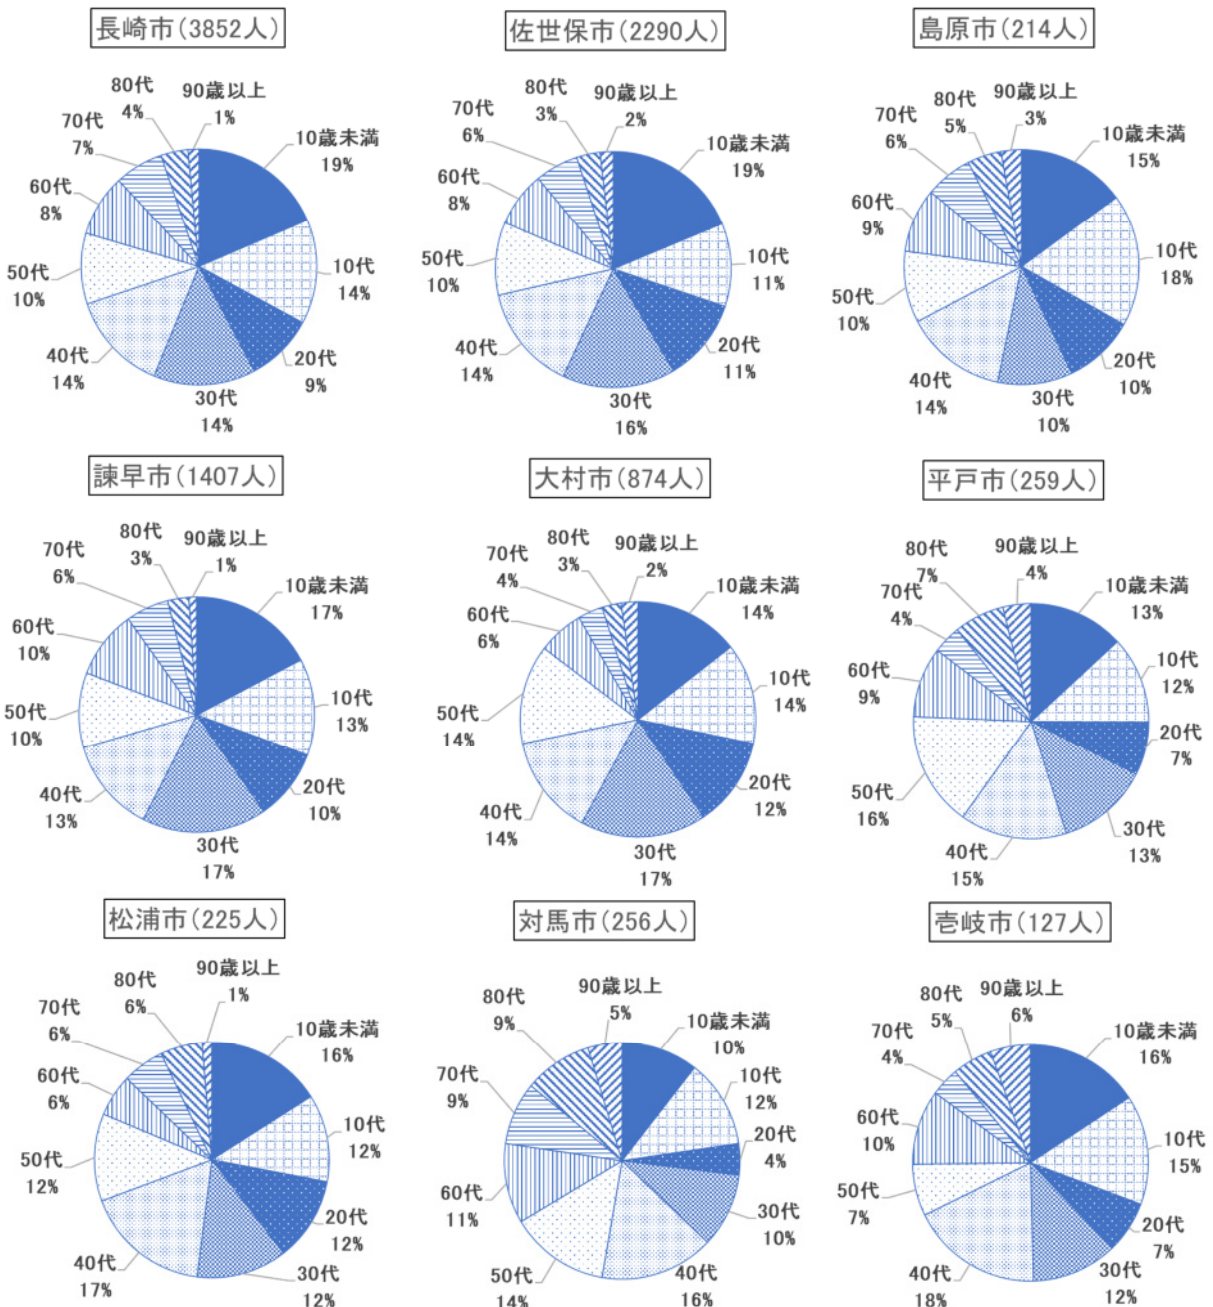 長崎市(3852人)
90歳以上
1%
10歳未満
19%
10代
14%
20代
9%
30代
14%
40代
14%
50代
10%
60代
8%
70代
7%
80代
4%
佐世保市(2290人)
90歳以上
2%
10歳未満
19%
10代
11%
20代
11%
30代
16%
40代
14%
50代
10%
60代
8%
70代
6%
80代
3%
島原市(214人)
90歳以上
3%
10歳未満
15%
10代
18%
20代
10%
30代
10%
40代
14%
50代
10%
60代
9%
70代
6%
80代
5%
諫早市(1407人)
90歳以上
1%
10歳未満
17%
10代
13%
20代
10%
30代
17%
40代
13%
50代
10%
60代
10%
70代
6%
80代
3%
大村市(874人)
90歳以上
2%
10歳未満
14%
10代
14%
20代
12%
30代
17%
40代
14%
50代
14%
60代
6%
70代
4%
80代
3%
平戸市(259人)
90歳以上
4%
10歳未満
13%
10代
12%
20代
7%
30代
13%
40代
15%
50代
16%
60代
9%
70代
4%
80代
7%
松浦市(225人)
90歳以上
1%
10歳未満
16%
10代
12%
20代
12%
30代
12%
40代
17%
50代
12%
60代
6%
70代
6%
80代
6%
対馬市(256人)
90歳以上
5%
10歳未満
10%
10代
12%
20代
4%
30代
10%
40代
16%
50代
14%
60代
11%
70代
9%
80代
9%
壱岐市(127人)
90歳以上
6%
10歳未満
16%
10代
15%
20代
7%
30代
12%
40代
18%
50代
7%
60代
10%
70代
4%
80代
5%